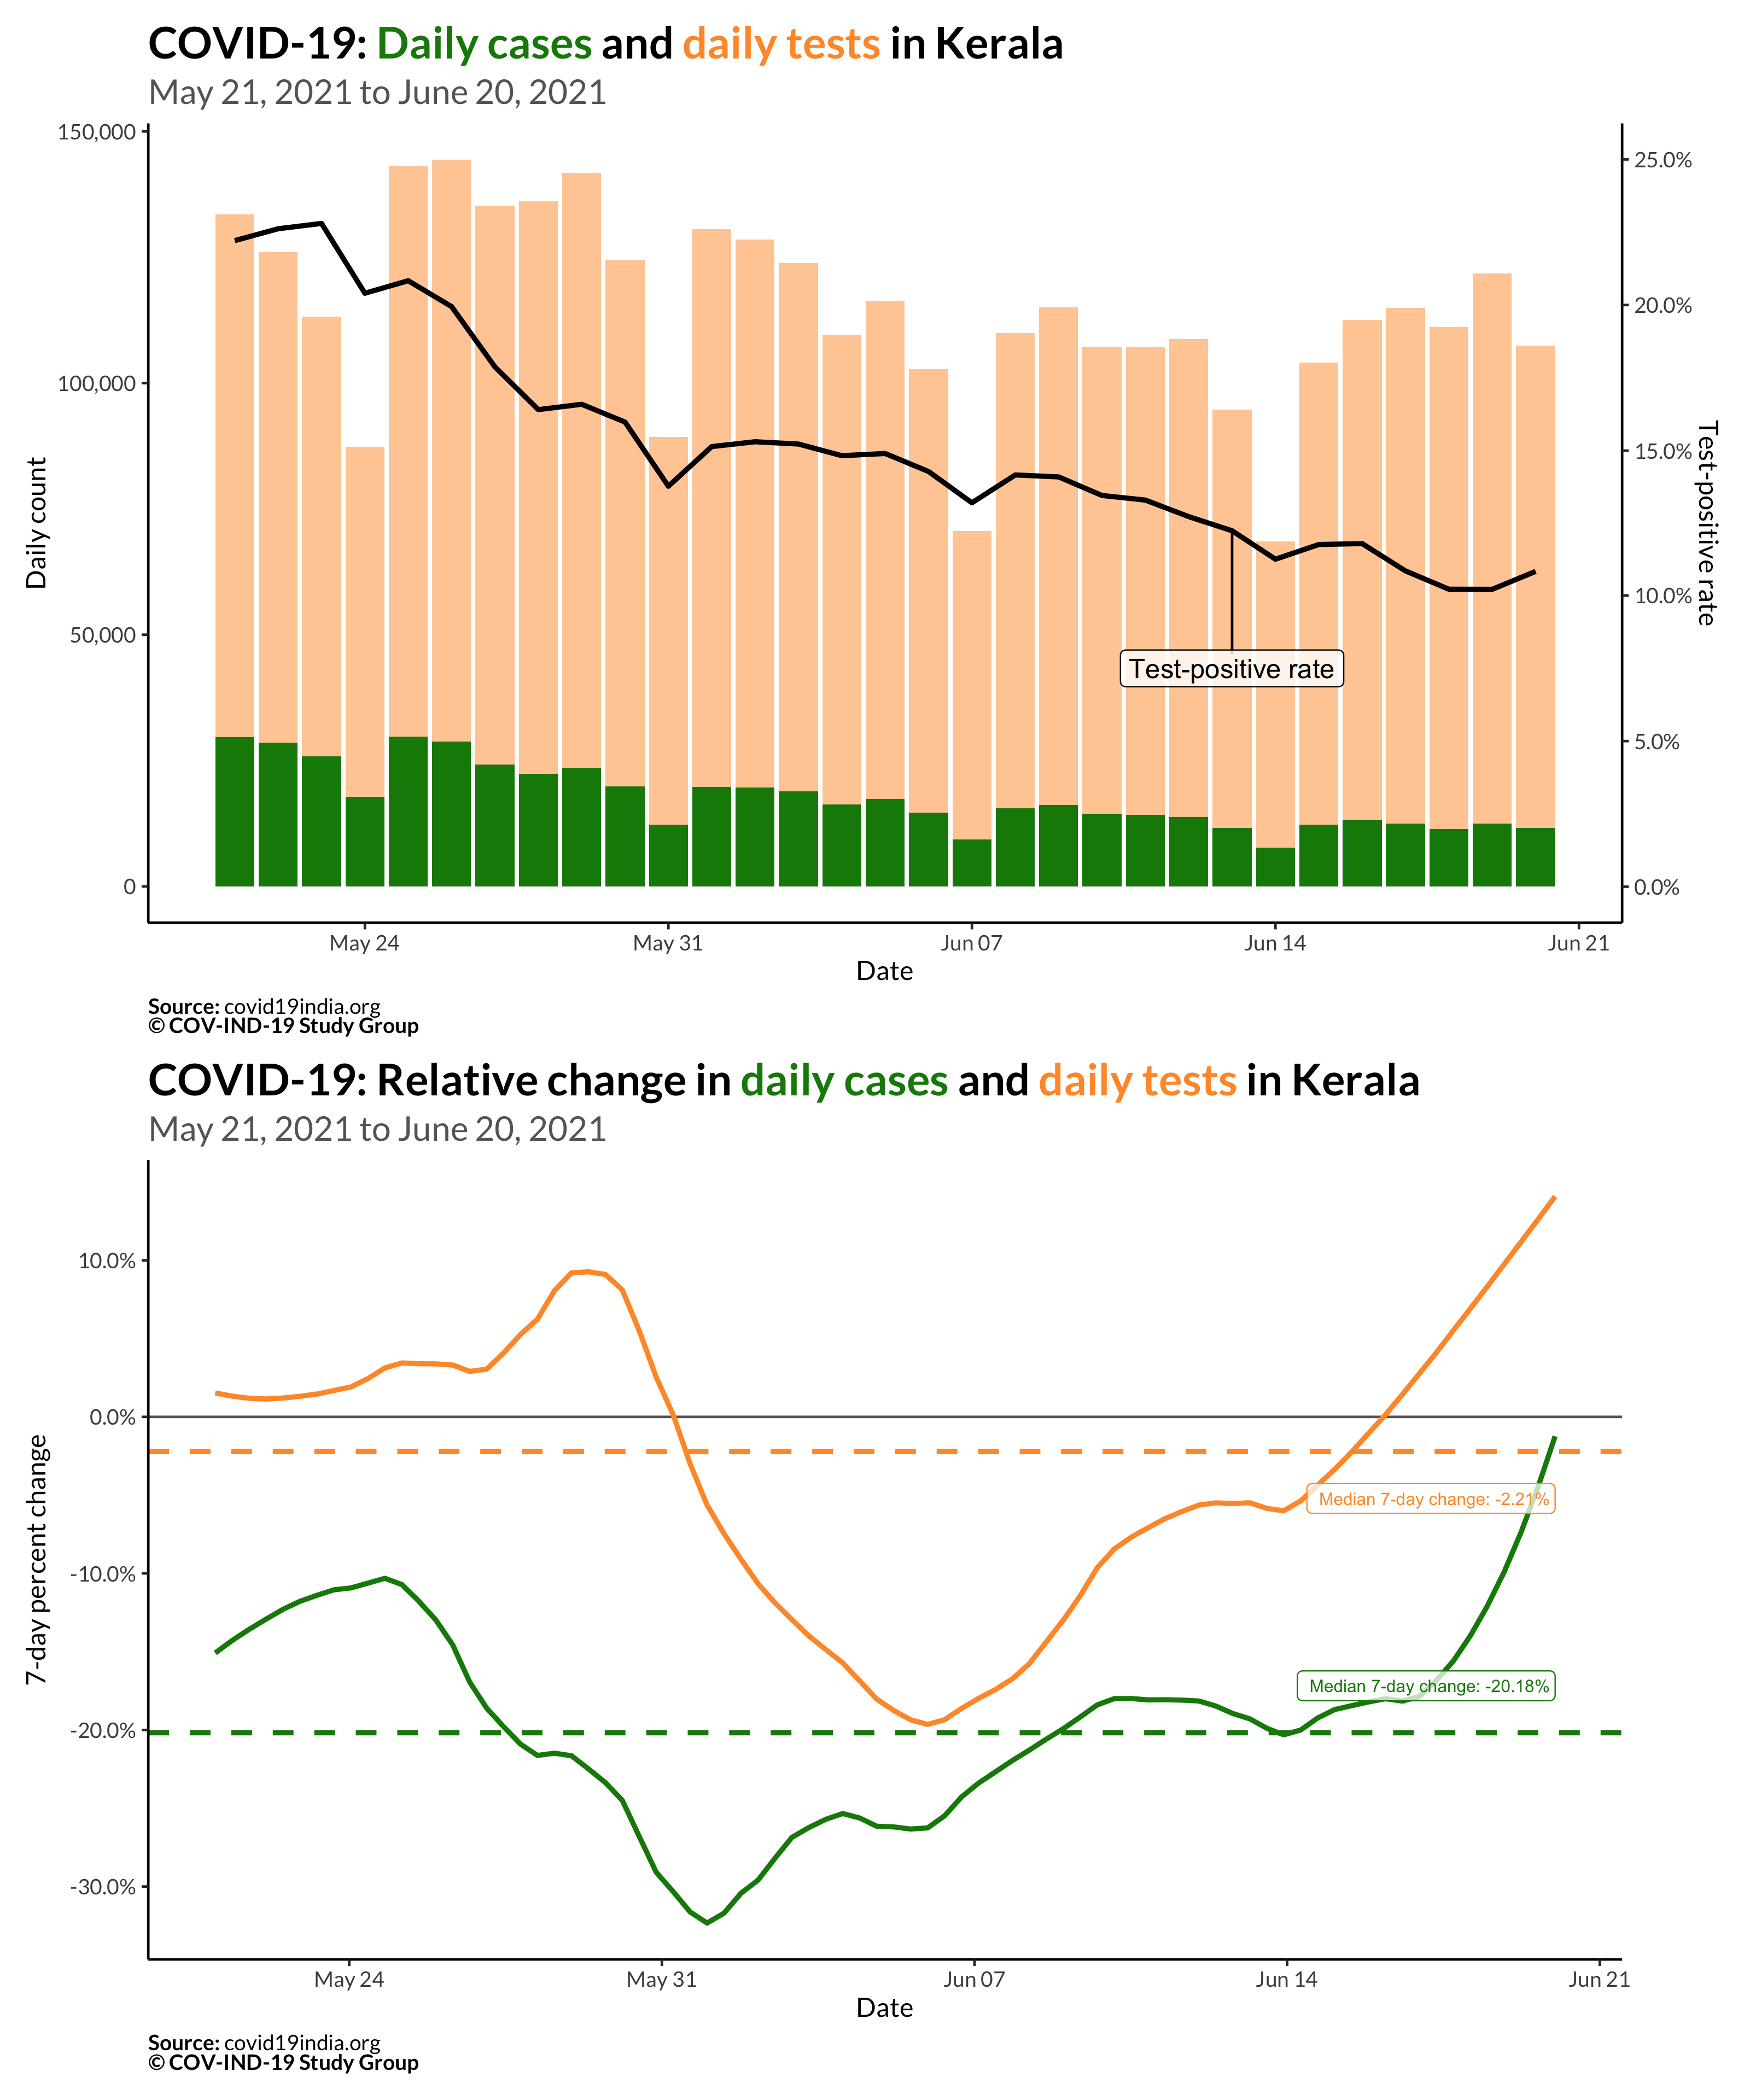 COVID-19: Daily cases and daily tests in Kerala
May 21, 2021 to June 20, 2021
150,000
100,000
50,000
0
Daily count
25.0%
20.0%
15.0%
10.0%
5.0%
0.0%
Test-positive rate
Test-positive rate
May 24
May 31
Jun 07
Jun 14
Jun 21
Date
Source: covid19india.org
© COV-IND-19 Study Group
COVID-19: Relative change in daily cases and daily tests in Kerala
May 21, 2021 to June 20, 2021
10.0%
0.0%
-10.0%
-20.0%
-30.0%
7-day percent change
Median 7-day change: -2.21%
Median 7-day change: -20.18%
May 24
May 31
Jun 07
Jun 14
Jun 21
Date
Source: covid19india.org
© COV-IND-19 Study Group